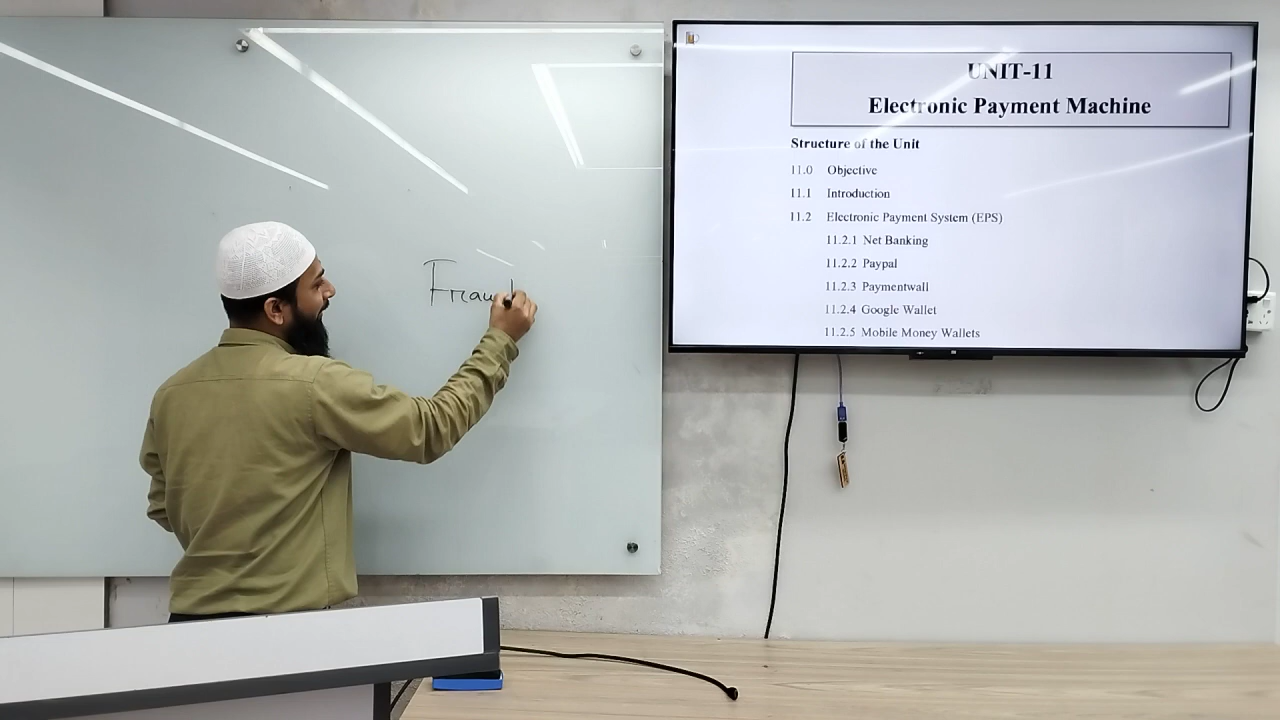 Fraud
UNIT-11
Electronic Payment Machine
Structure of the Unit
11.0 Objective
11.1 Introduction
11.2 Electronic Payment System (EPS)
11.2.1 Net Banking
11.2.2 Paypal
11.2.3 Paymentwall
11.2.4 Google Wallet
11.2.5 Mobile Money Wallets